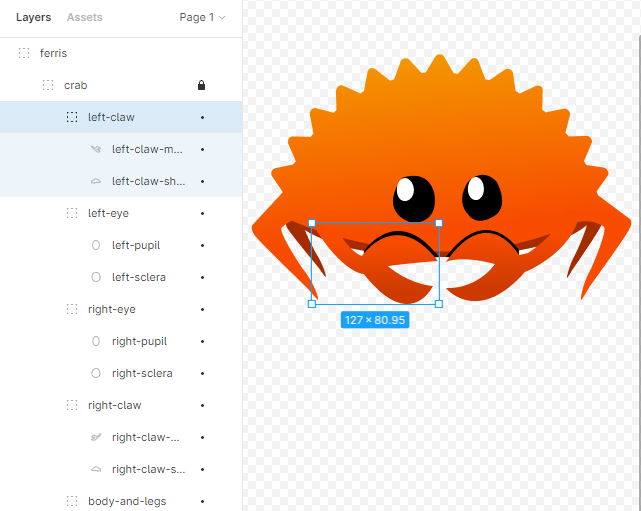 Layers Assets Page 1
ferris
crab
left-claw
left-claw-m...
left-claw-sh...
left-eye
left-pupil
left-sclera
right-eye
right-pupil
right-sclera
right-claw
right-claw-...
right-claw-s...
body-and-legs
127 × 80.95